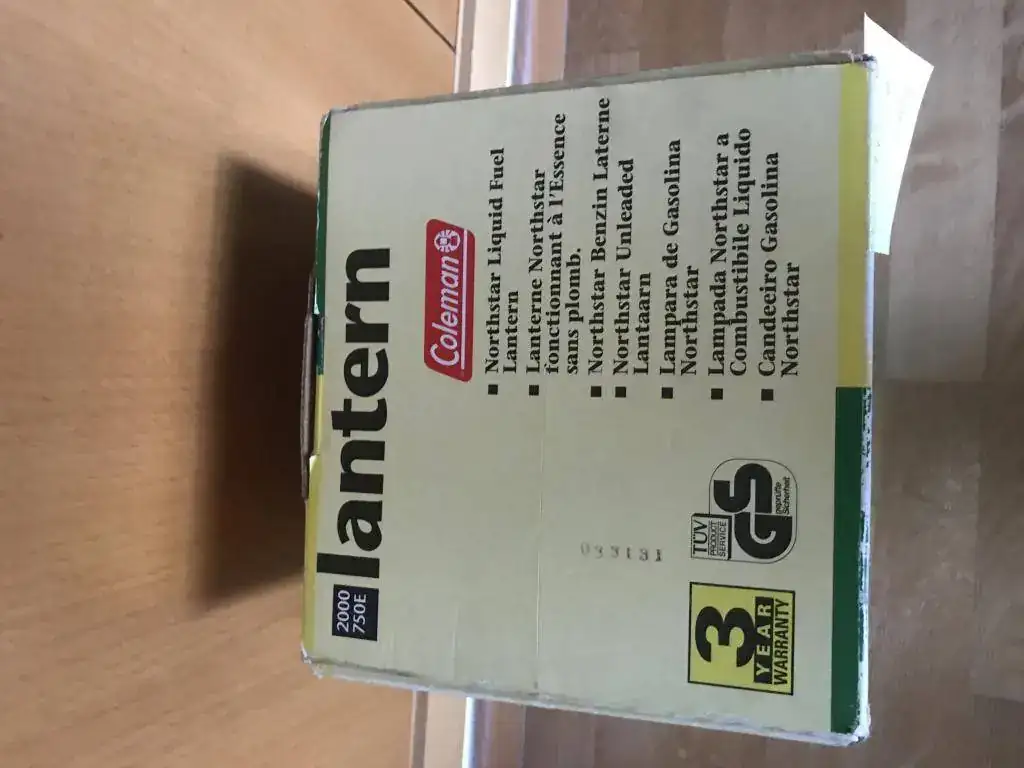 2000
750E
lantern
Coleman
■ Northstar Liquid Fuel
Lantern
■ Lanterne Northstar
fonctionnant à l'Essence
sans plomb.
■ Northstar Benzin Laterne
■ Northstar Unleaded
Lantaarn
■ Lampara de Gasolina
Northstar
■ Lampada Northstar a
Combustibile Liquido
■ Candeeiro Gasolina
Northstar
033131
3
YEAR
WARRANTY
TÜV
PRODUCT
SERVICE
GS
geprüfte
Sicherheit